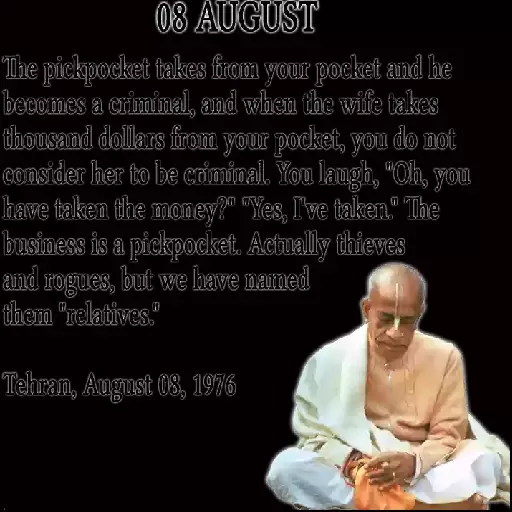 08 AUGUST
The pickpocket takes from your pocket and he
becomes a criminal, and when the wife takes
thousand dollars from your pocket, you do not
consider her to be criminal. You laugh, "Oh, you
have taken the money?" "Yes, I've taken." The
business is a pickpocket. Actually thieves
and rogues, but we have named
them "relatives."
Tehran, August 08, 1976